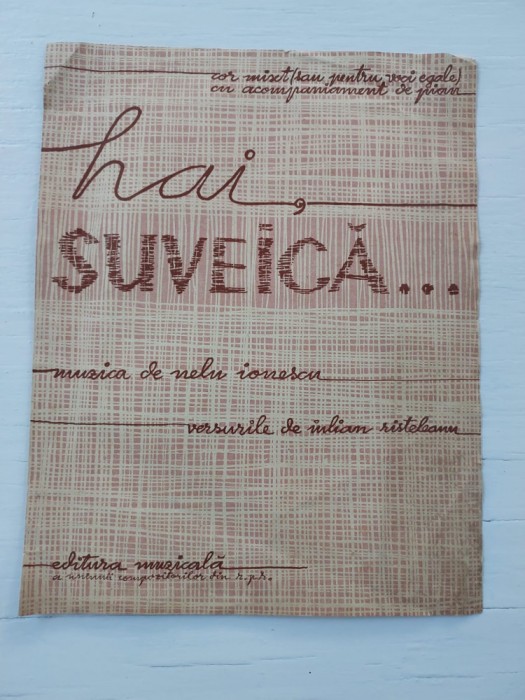 cor mixt (sau pentru voci egale)
cu acompaniament de pian
hai,
SUVEICĂ...
muzica de nelu ionescu
versurile de iulian risteleanu
editura muzicală
a uniunii compozitorilor din r.p.r.